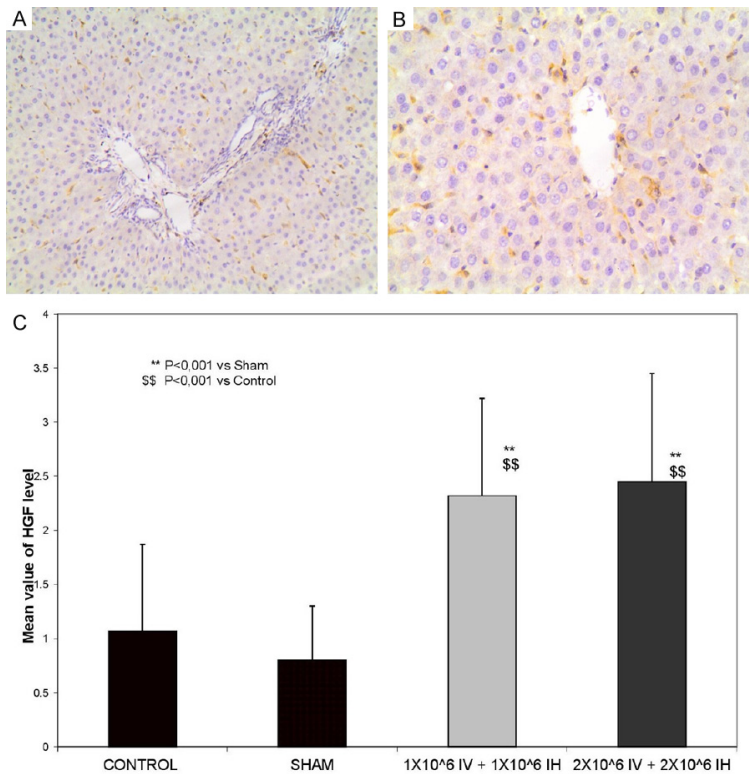 A
B
C
4
** P<0,001 vs Sham
3.5
$$ P<0,001 vs Control
3
**
$$
**
$$
2.5
2
1.5
1
0.5
0
Mean value of HGF level
CONTROL
SHAM
1X10^6 IV + 1X10^6 IH
2X10^6 IV + 2X10^6 IH